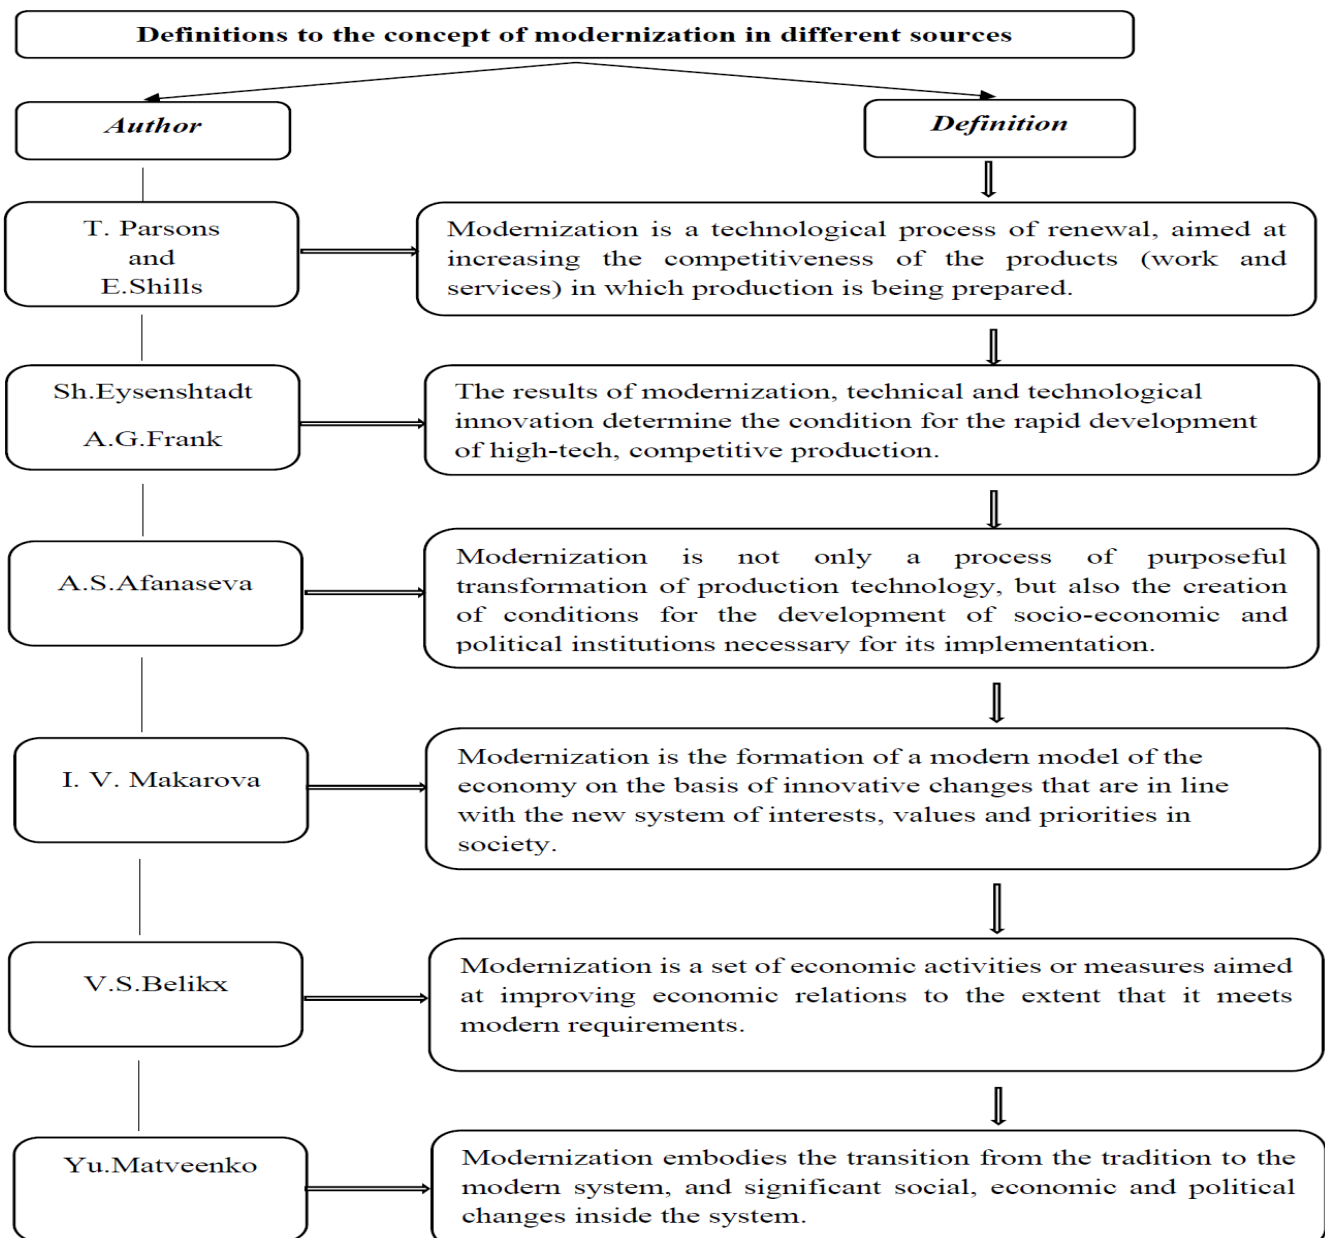 Definitions to the concept of modernization in different sources
Author
Definition
T. Parsons
and
E.Shills
Modernization is a technological process of renewal, aimed at
increasing the competitiveness of the products (work and
services) in which production is being prepared.
Sh.Eysenshtadt
A.G.Frank
The results of modernization, technical and technological
innovation determine the condition for the rapid development
of high-tech, competitive production.
A.S.Afanaseva
Modernization is not only a process of purposeful
transformation of production technology, but also the creation
of conditions for the development of socio-economic and
political institutions necessary for its implementation.
I. V. Makarova
Modernization is the formation of a modern model of the
economy on the basis of innovative changes that are in line
with the new system of interests, values and priorities in
society.
V.S.Belikx
Modernization is a set of economic activities or measures aimed
at improving economic relations to the extent that it meets
modern requirements.
Yu.Matveenko
Modernization embodies the transition from the tradition to the
modern system, and significant social, economic and political
changes inside the system.